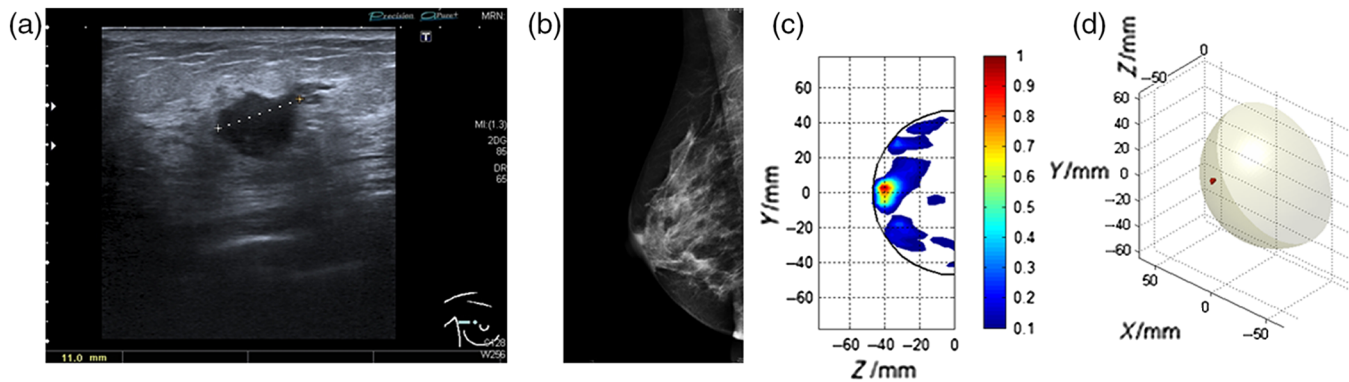 (a)
Precision Apure+
MRN:
T
MI:(1.3)
2DG
85
DR
65
11.0 mm
G128
W256
(b)
(c)
Y/mm
60
40
20
0
−20
−40
−60
−60 −40 −20 0
Z/mm
1
0.9
0.8
0.7
0.6
0.5
0.4
0.3
0.2
0.1
(d)
Z/mm
0
−50
Y/mm
60
40
20
0
−20
−40
−60
50
0
−50
X/mm